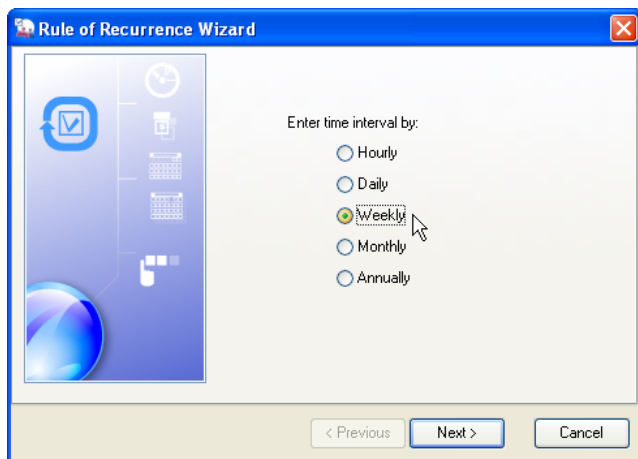 Rule of Recurrence Wizard
Enter time interval by:
Hourly
Daily
Weekly
Monthly
Annually
< Previous Next > Cancel